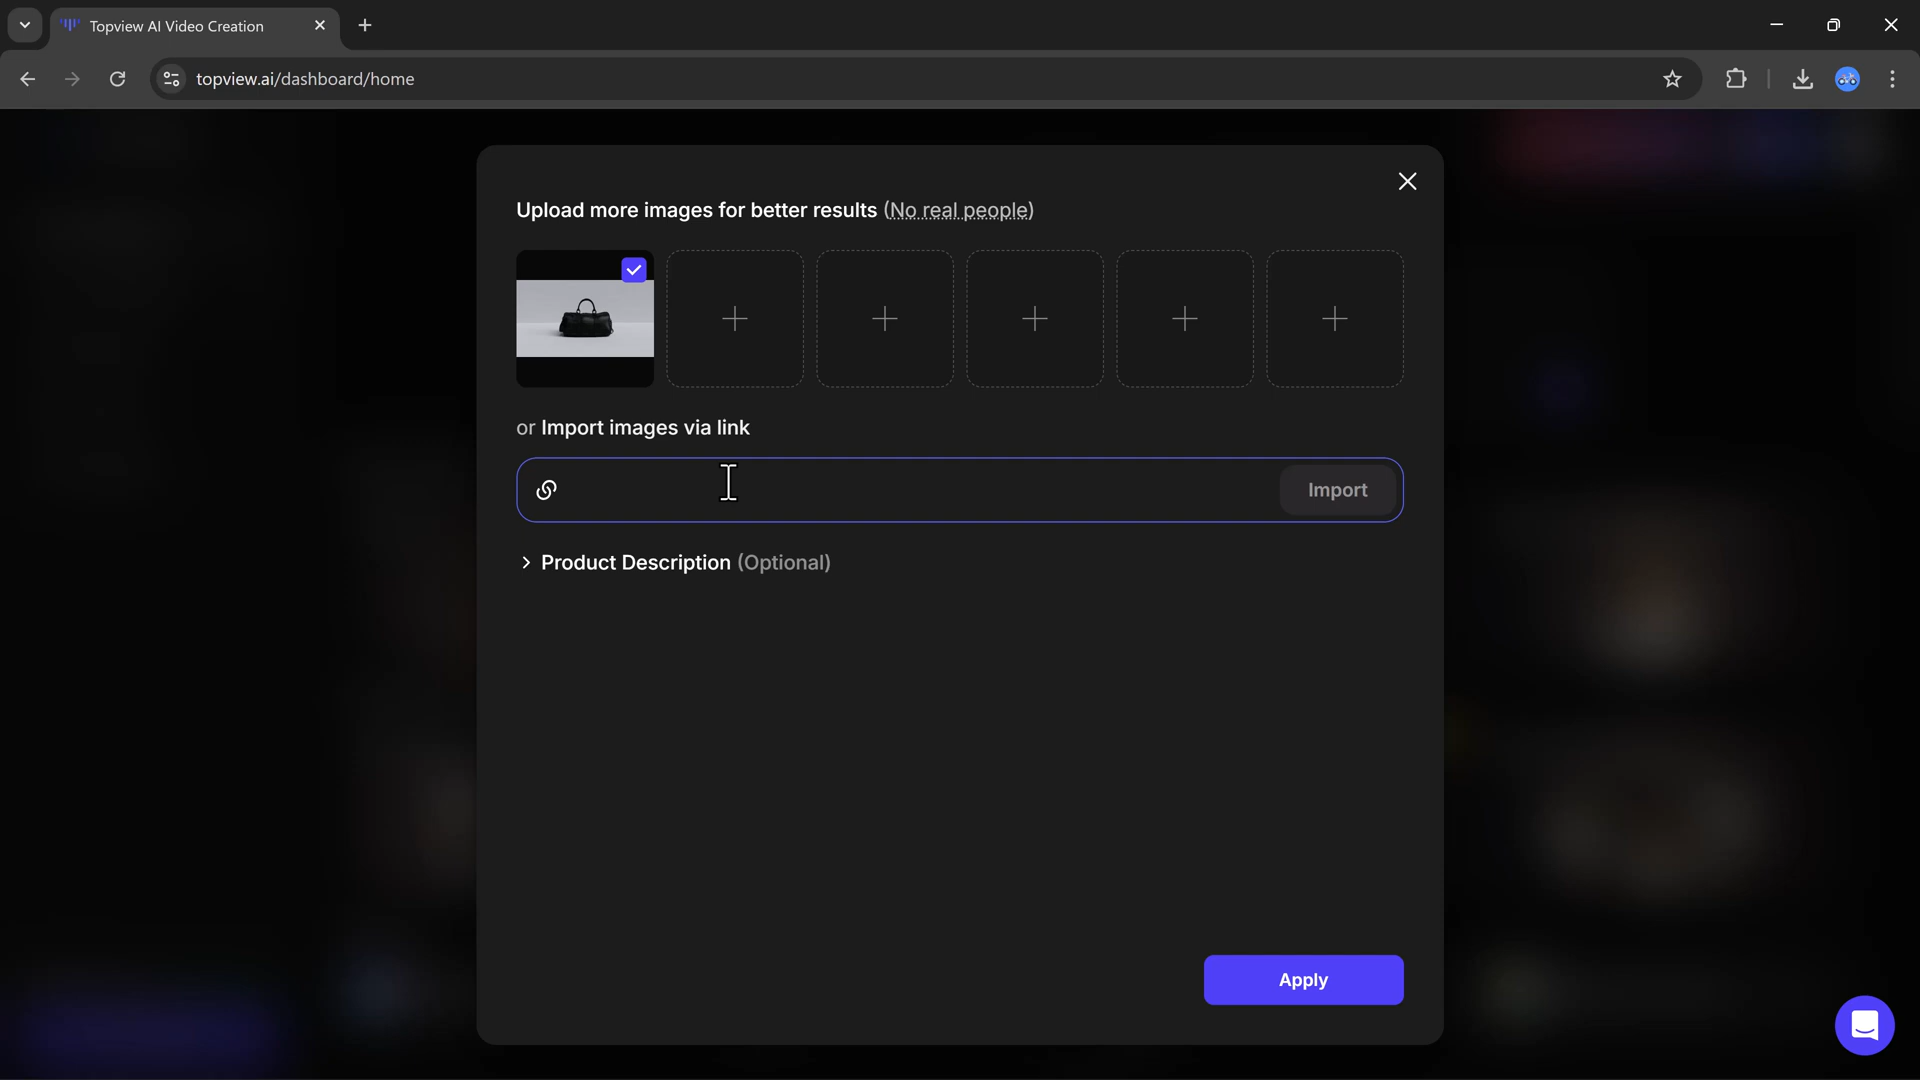 Topview AI Video Creation
topview.ai/dashboard/home
Upload more images for better results (No real people)
or Import images via link
Import
Product Description (Optional)
Apply